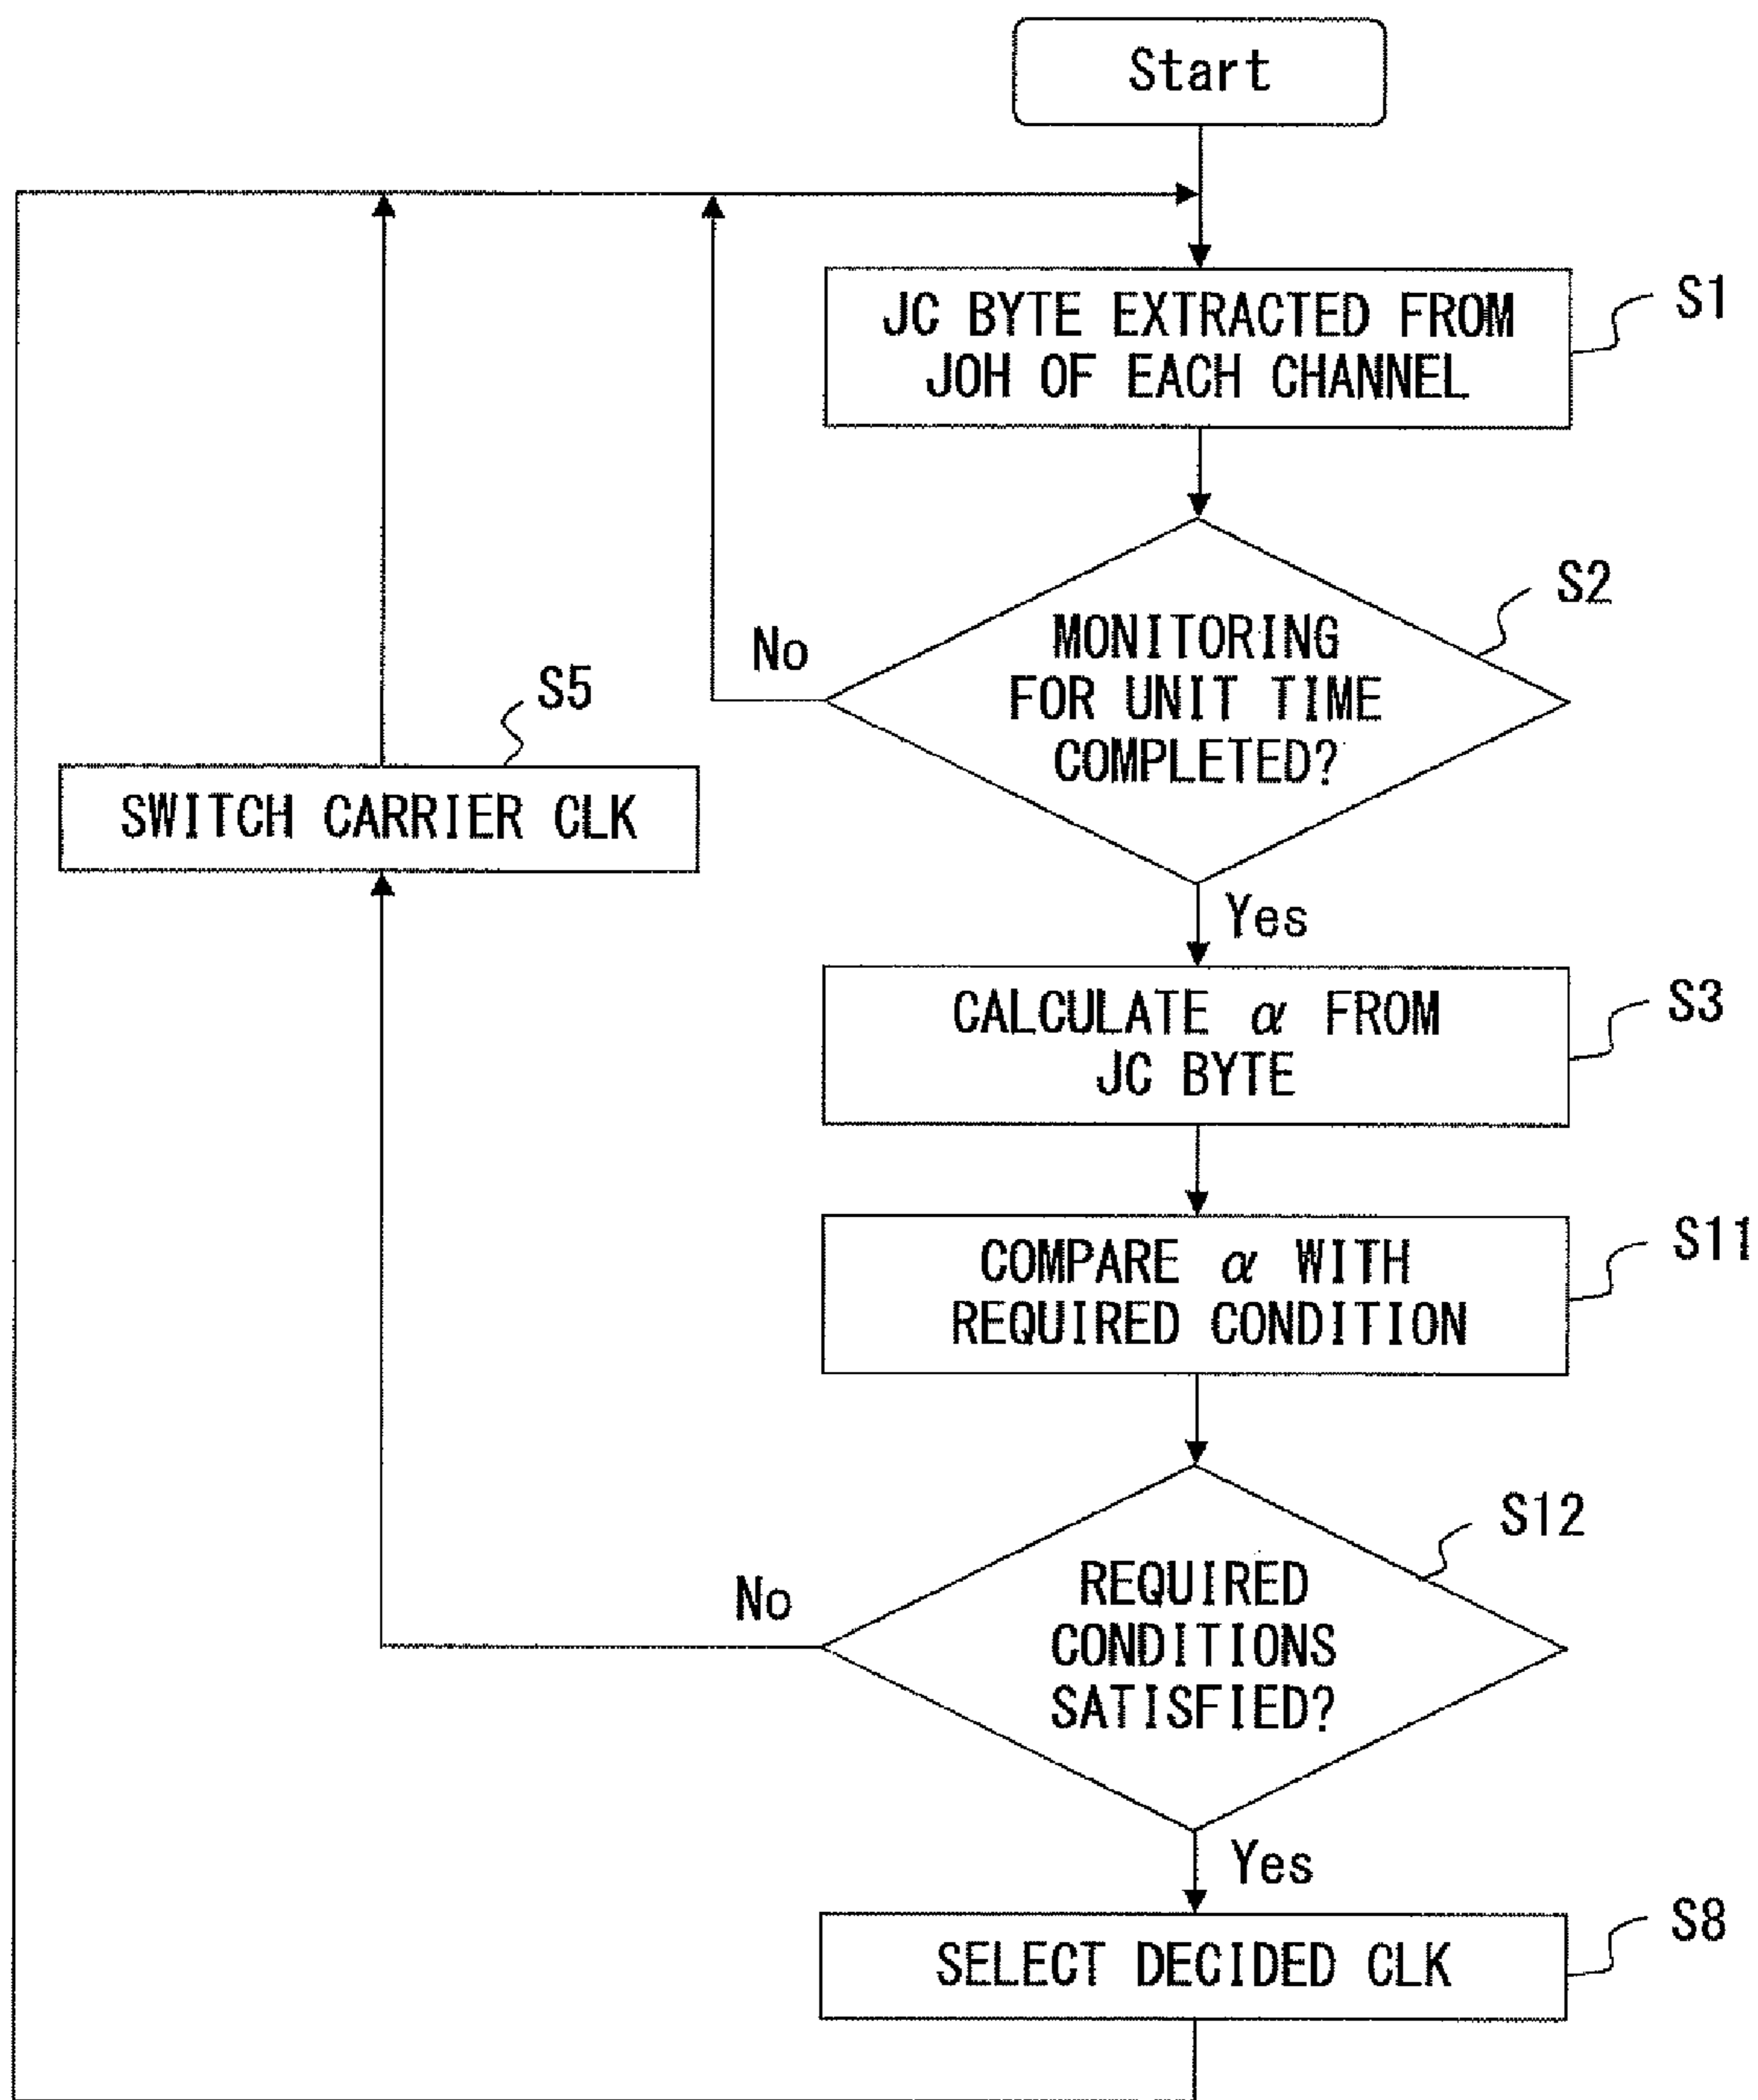 Start
JC BYTE EXTRACTED FROM
JOH OF EACH CHANNEL
S1
MONITORING
FOR UNIT TIME
COMPLETED?
S2
No
S5
SWITCH CARRIER CLK
Yes
CALCULATE α FROM
JC BYTE
S3
COMPARE α WITH
REQUIRED CONDITION
S11
REQUIRED
CONDITIONS
SATISFIED?
S12
No
Yes
SELECT DECIDED CLK
S8